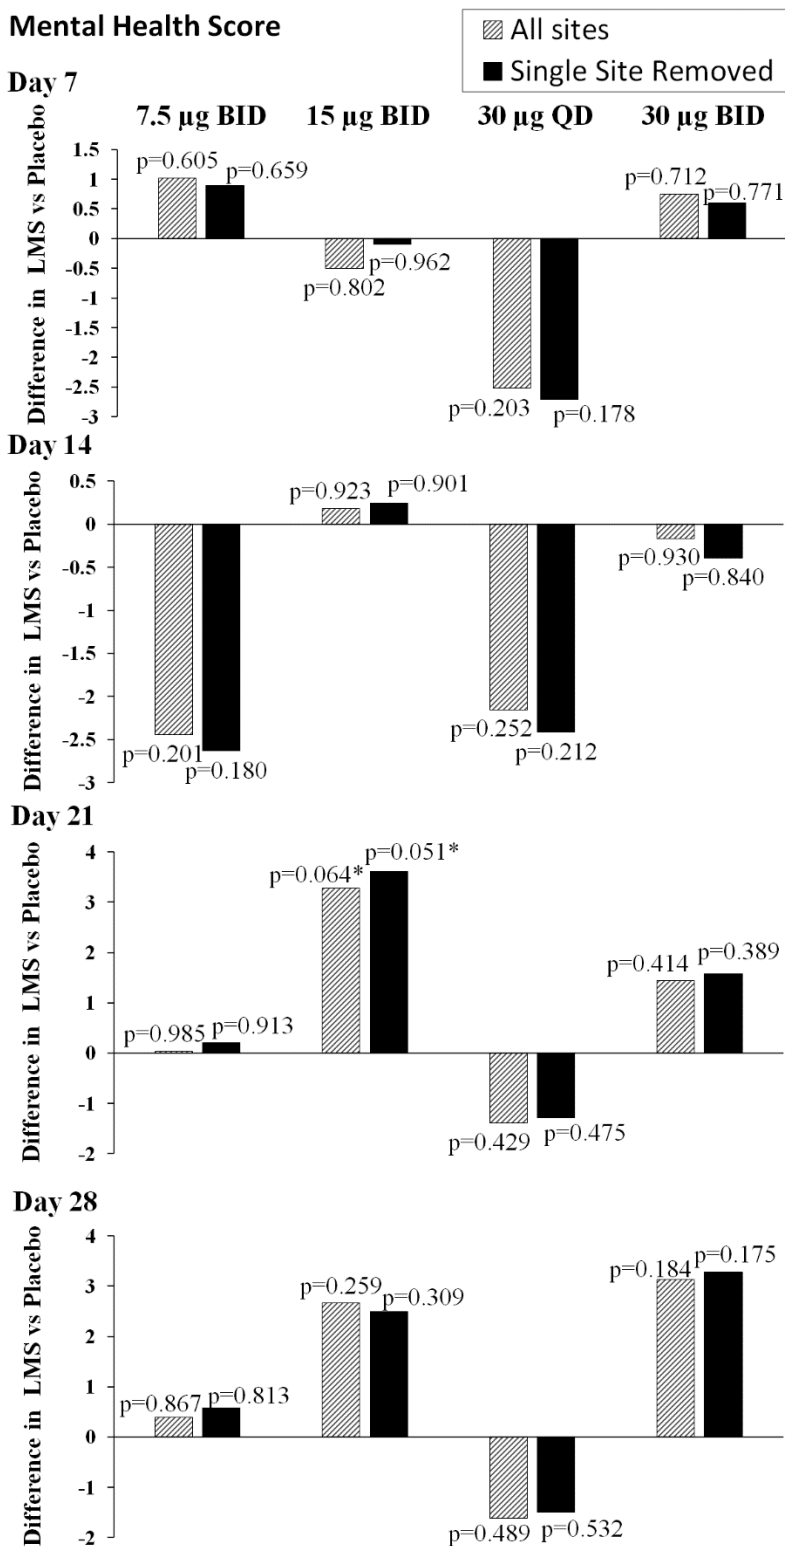 Mental Health Score
All sites
Single Site Removed
Day 7
7.5 µg BID 15 µg BID 30 µg QD 30 µg BID
Difference in LMS vs Placebo
1.5
1
0.5
0
-0.5
-1
-1.5
-2
-2.5
-3
p=0.605
p=0.659
p=0.802
p=0.962
p=0.203
p=0.178
p=0.712
p=0.771
Day 14
Difference in LMS vs Placebo
0.5
0
-0.5
-1
-1.5
-2
-2.5
-3
p=0.201
p=0.180
p=0.923
p=0.901
p=0.252
p=0.212
p=0.930
p=0.840
Day 21
Difference in LMS vs Placebo
4
3
2
1
0
-1
-2
p=0.985
p=0.913
p=0.064*
p=0.051*
p=0.429
p=0.475
p=0.414
p=0.389
Day 28
Difference in LMS vs Placebo
4
3
2
1
0
-1
-2
p=0.867
p=0.813
p=0.259
p=0.309
p=0.489
p=0.532
p=0.184
p=0.175